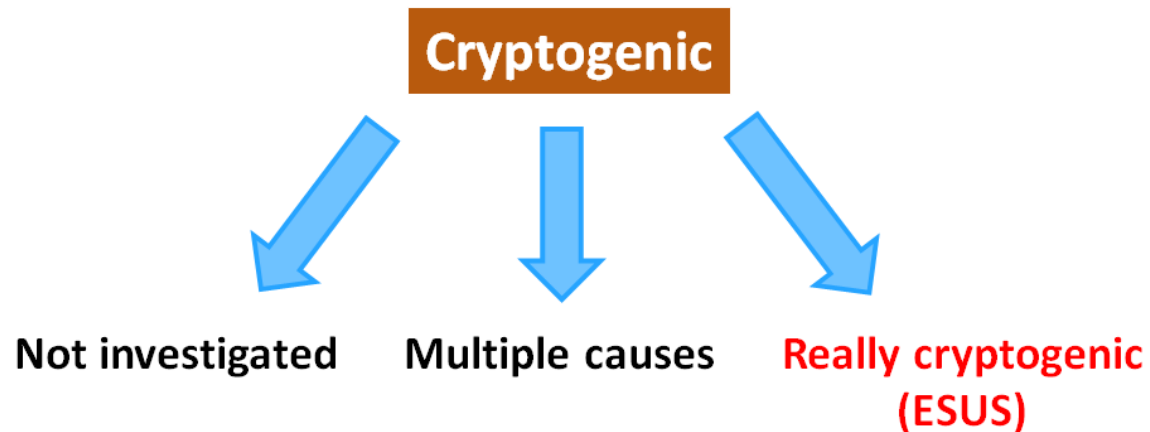 Cryptogenic
Not investigated
Multiple causes
Really cryptogenic
(ESUS)